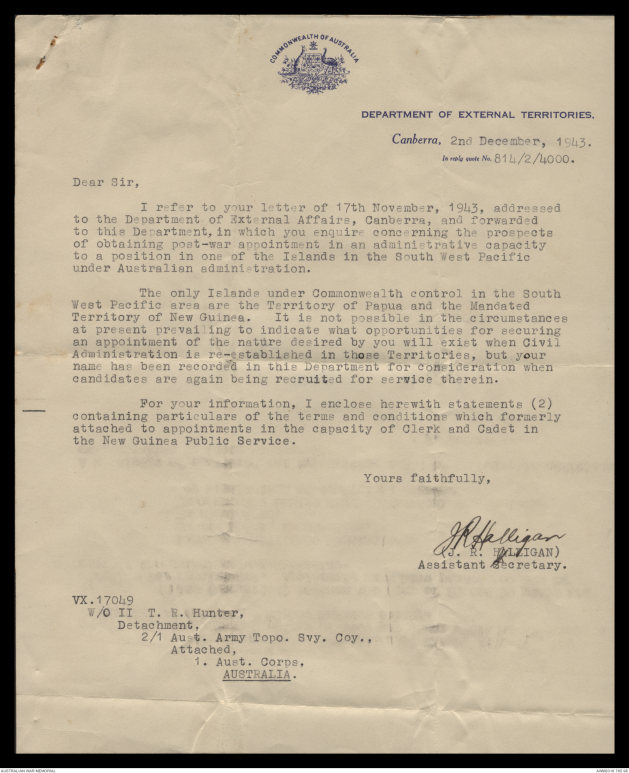 COMMONWEALTH OF AUSTRALIA
DEPARTMENT OF EXTERNAL TERRITORIES.
Canberra, 2nd December, 1943.
In reply quote No. 814/2/4000.
Dear Sir,
I refer to your letter of 17th November, 1943, addressed
to the Department of External Affairs, Canberra, and forwarded
to this Department, in which you enquire concerning the prospects
of obtaining post-war appointment in an administrative capacity
to a position in one of the Islands in the South West Pacific
under Australian administration.
The only Islands under Commonwealth control in the South
West Pacific area are the Territory of Papua and the Mandated
Territory of New Guinea. It is not possible in the circumstances
at present prevailing to indicate what opportunities for securing
an appointment of the nature desired by you will exist when Civil
Administration is re-established in those Territories, but your
name has been recorded in this Department for consideration when
candidates are again being recruited for service therein.
For your information, I enclose herewith statements (2)
containing particulars of the terms and conditions which formerly
attached to appointments in the capacity of Clerk and Cadet in
the New Guinea Public Service.
Yours faithfully,
J R Halligan
(J. R. HALLIGAN)
Assistant Secretary.
VX.17049
W/O II T. R. Hunter,
Detachment,
2/1 Aust. Army Topo. Svy. Coy.,
Attached,
1. Aust. Corps,
AUSTRALIA.
AUSTRALIAN WAR MEMORIAL